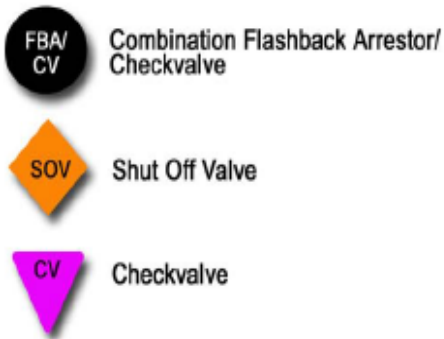 FBA/
CV
Combination Flashback Arrestor/
Checkvalve
SOV
Shut Off Valve
CV
Checkvalve